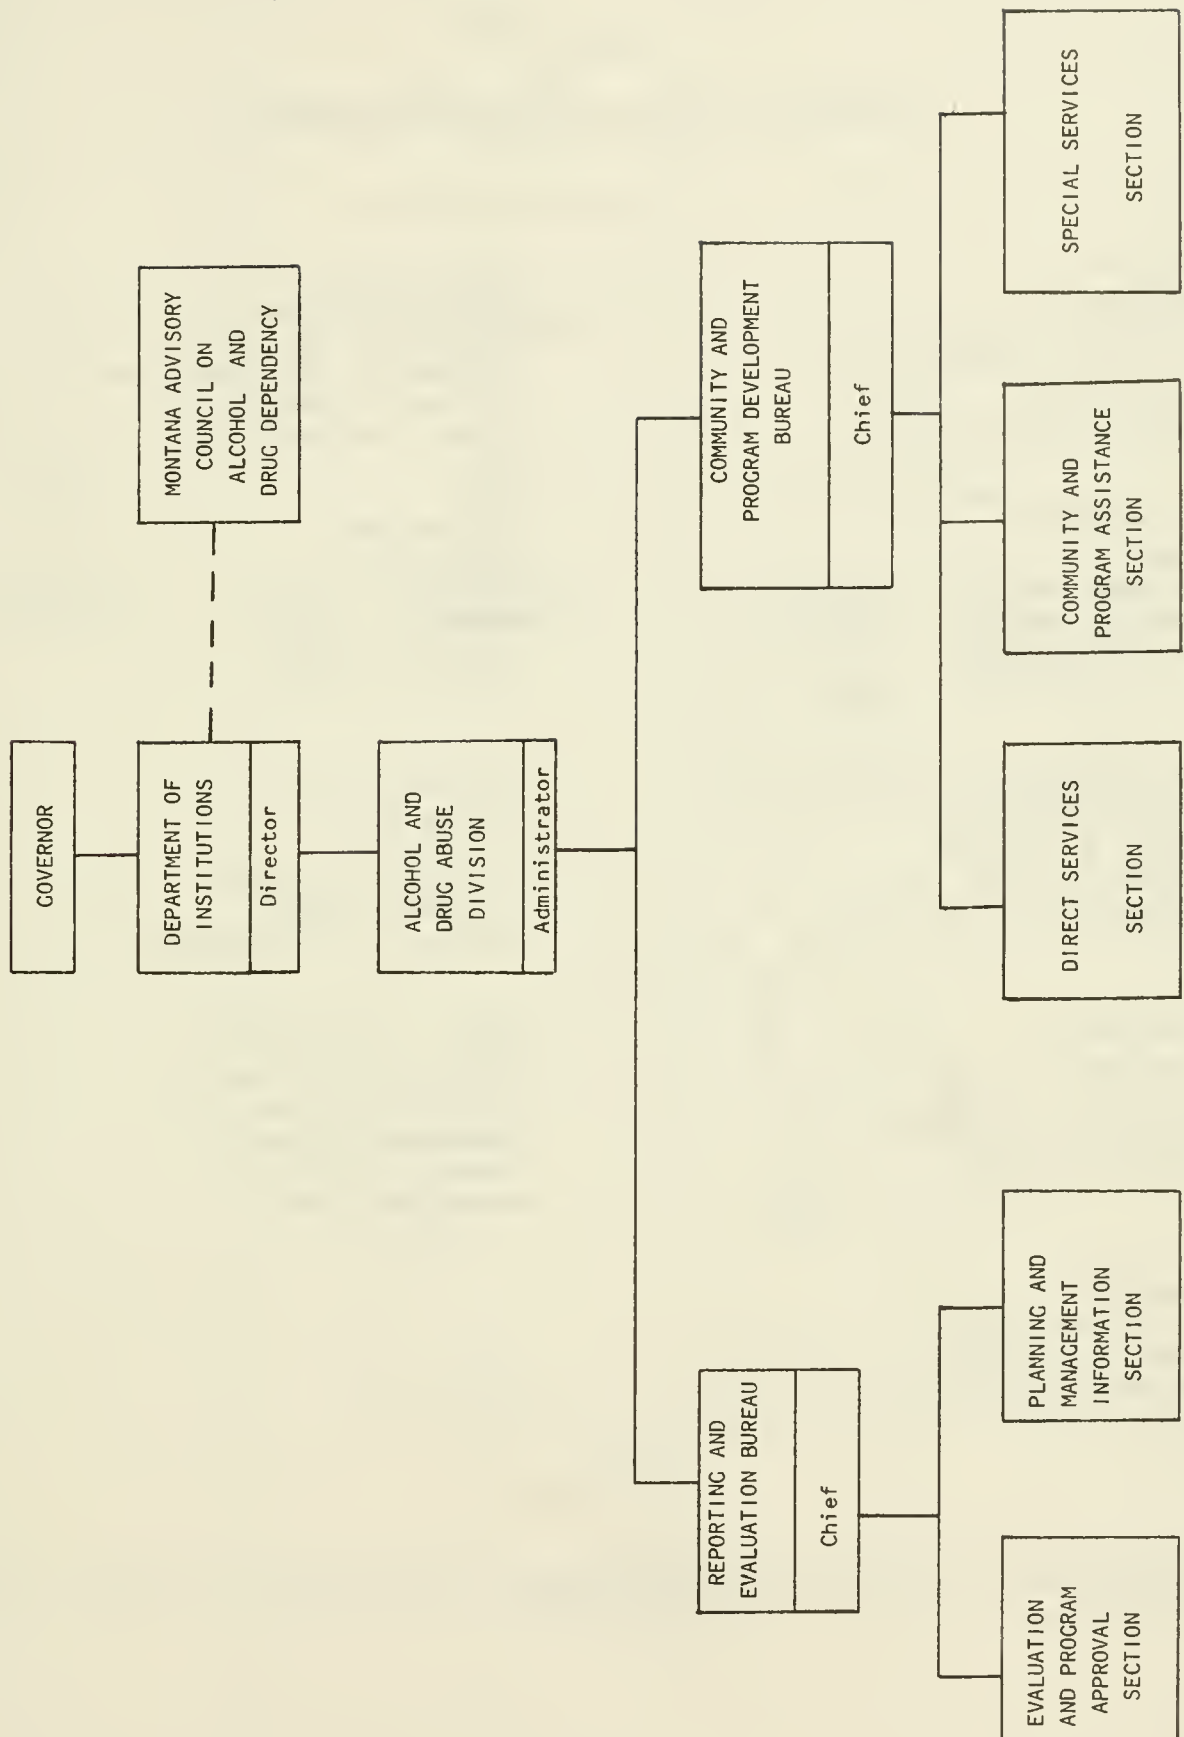 GOVERNOR
DEPARTMENT OF
INSTITUTIONS
Director
MONTANA ADVISORY
COUNCIL ON
ALCOHOL AND
DRUG DEPENDENCY
ALCOHOL AND
DRUG ABUSE
DIVISION
Administrator
REPORTING AND
EVALUATION BUREAU
Chief
COMMUNITY AND
PROGRAM DEVELOPMENT
BUREAU
Chief
EVALUATION
AND PROGRAM
APPROVAL
SECTION
PLANNING AND
MANAGEMENT
INFORMATION
SECTION
DIRECT SERVICES
SECTION
COMMUNITY AND
PROGRAM ASSISTANCE
SECTION
SPECIAL SERVICES
SECTION